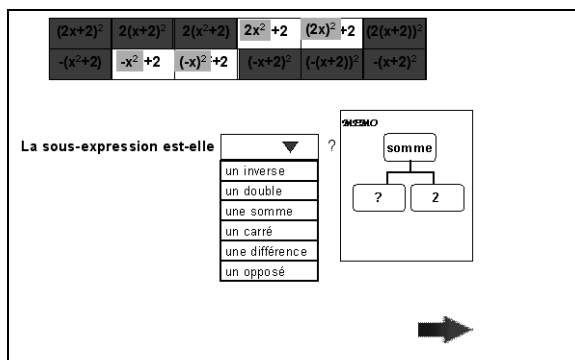 (2x+2)² 2(x+2)² 2(x²+2) 2x² +2 (2x)² +2 (2(x+2))²
-(x²+2) -x² +2 (-x)² +2 (-x+2)² (-(x+2))² -(x+2)²
MEMO
La sous-expression est-elle ?
somme
un inverse
? 2
un double
une somme
un carré
une différence
un opposé